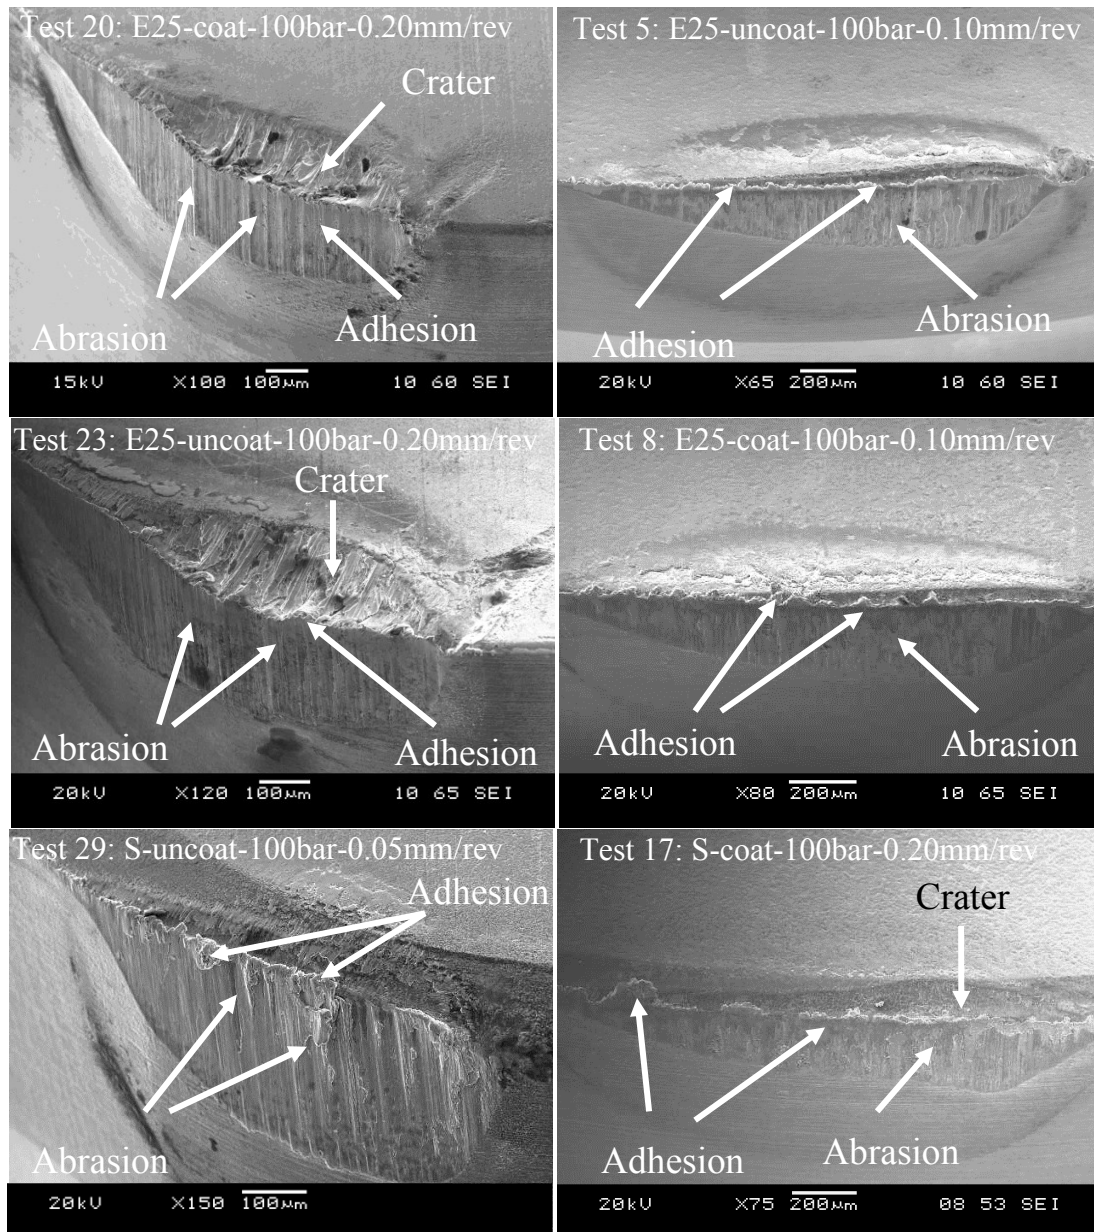 Test 20: E25-coat-100bar-0.20mm/rev
Crater
Abrasion
Adhesion
15kV X100 100µm 10 60 SEI
Test 5: E25-uncoat-100bar-0.10mm/rev
Abrasion
Adhesion
20kV X65 200µm 10 60 SEI
Test 23: E25-uncoat-100bar-0.20mm/rev
Crater
Abrasion
Adhesion
20kV X120 100µm 10 65 SEI
Test 8: E25-coat-100bar-0.10mm/rev
Adhesion
Abrasion
20kV X80 200µm 10 65 SEI
Test 29: S-uncoat-100bar-0.05mm/rev
Adhesion
Abrasion
20kV X150 100µm
Test 17: S-coat-100bar-0.20mm/rev
Crater
Adhesion
Abrasion
20kV X75 200µm 08 53 SEI